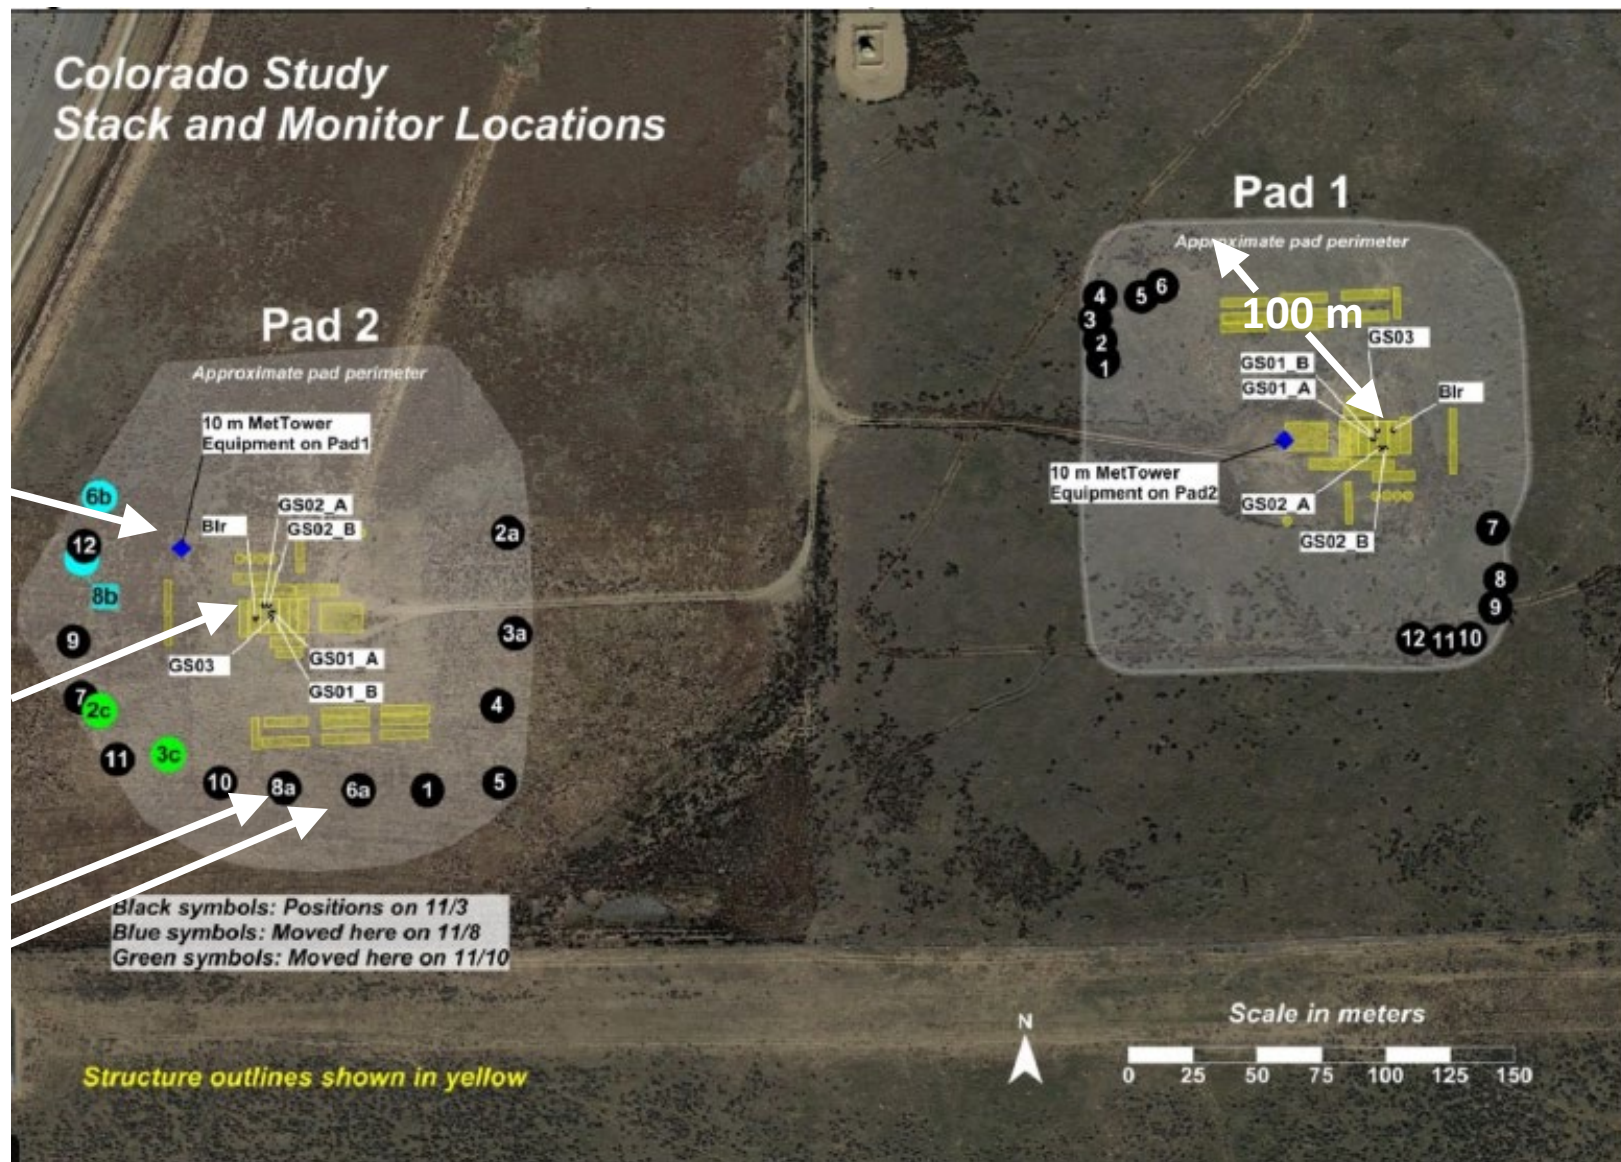 Colorado Study
Stack and Monitor Locations
Pad 1
Approximate pad perimeter
4
5
6
3
2
1
100 m
GS03
GS01_B
GS01_A
Blr
10 m MetTower
Equipment on Pad2
GS02_A
GS02_B
7
8
9
12
11
10
Pad 2
Approximate pad perimeter
10 m MetTower
Equipment on Pad1
6b
GS02_A
Blr
GS02_B
2a
12
8b
9
3a
GS03
GS01_A
GS01_B
7
2c
4
11
3c
10
8a
6a
1
5
Black symbols: Positions on 11/3
Blue symbols: Moved here on 11/8
Green symbols: Moved here on 11/10
Structure outlines shown in yellow
N
Scale in meters
0 25 50 75 100 125 150